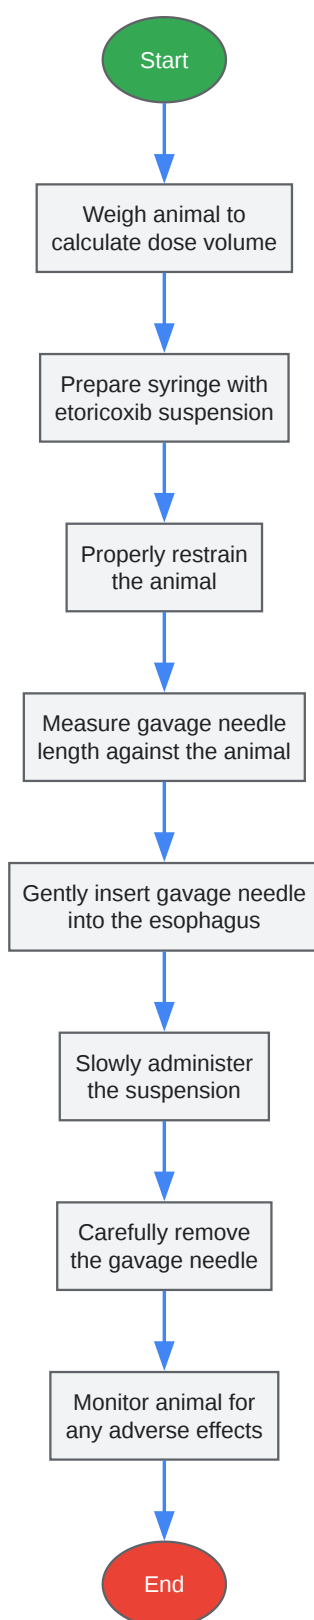 Start
Weigh animal to
calculate dose volume
Prepare syringe with
etoricoxib suspension
Properly restrain
the animal
Measure gavage needle
length against the animal
Gently insert gavage needle
into the esophagus
Slowly administer
the suspension
Carefully remove
the gavage needle
Monitor animal for
any adverse effects
End